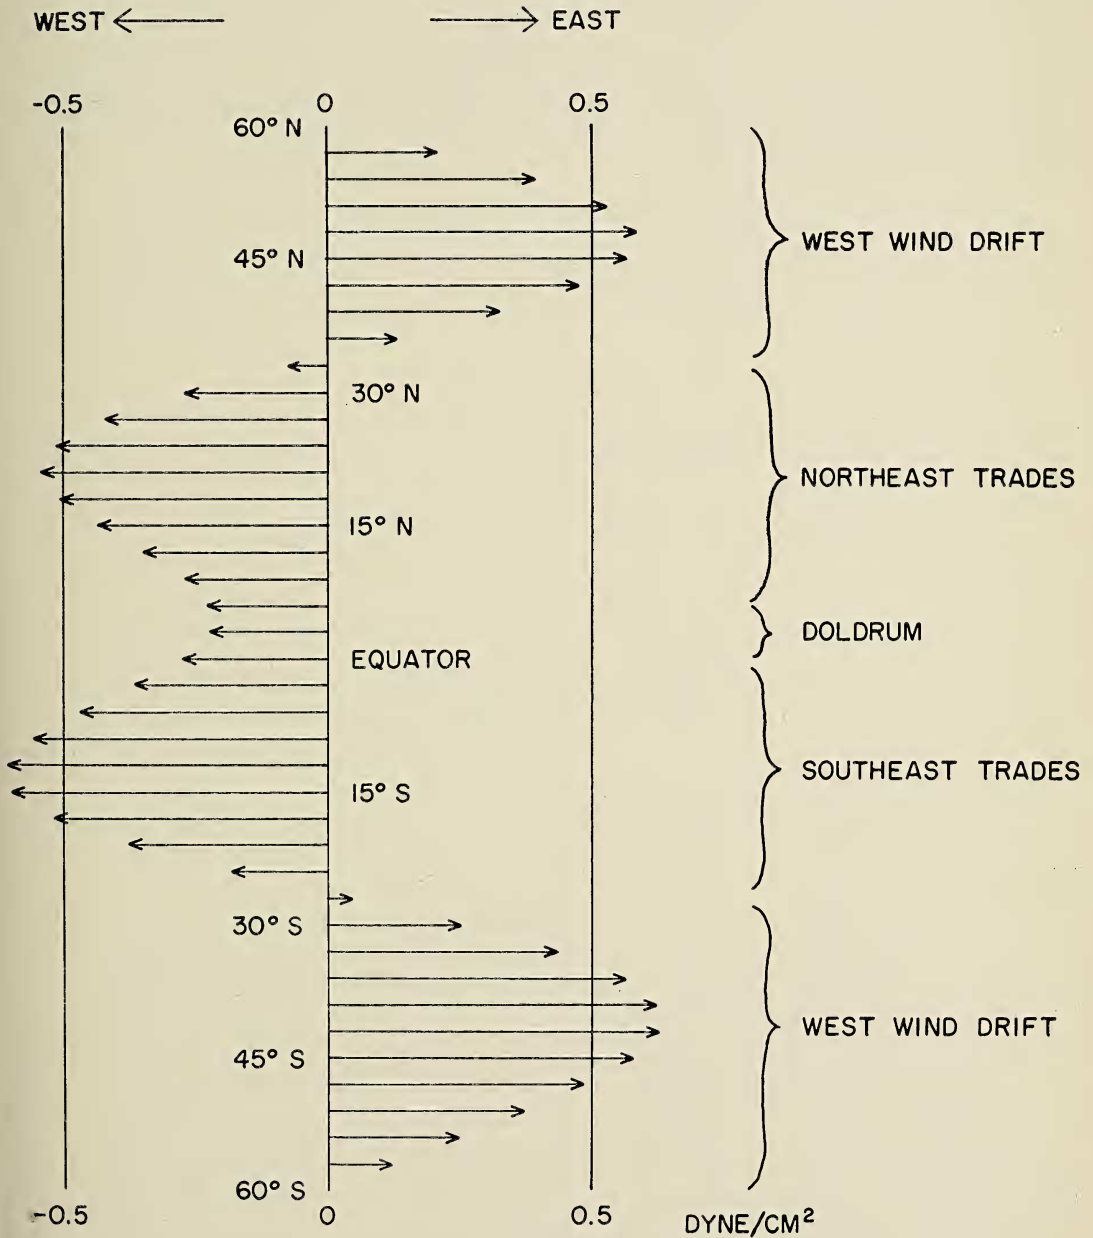 WEST EAST
-0.5 0 0.5
60° N
WEST WIND DRIFT
45° N
30° N
NORTHEAST TRADES
15° N
DOLDRUM
EQUATOR
SOUTHEAST TRADES
15° S
30° S
WEST WIND DRIFT
45° S
60° S
-0.5 0 0.5 DYNE/CM²